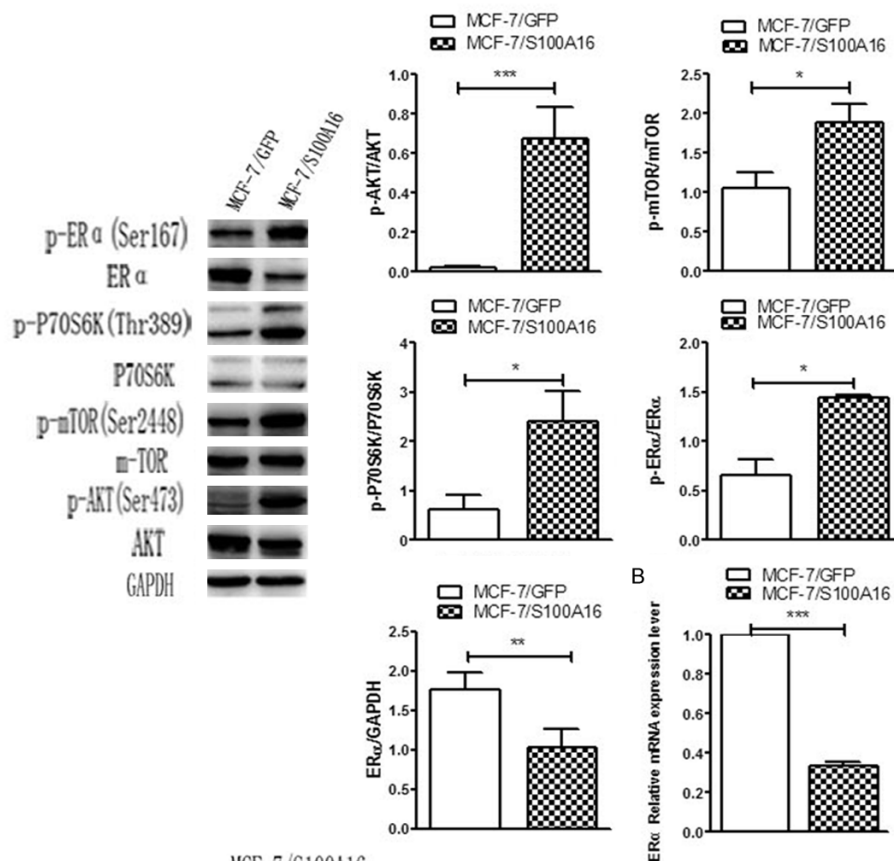 MCF-7/GFP
MCF-7/S100A16
p-ERα(Ser167)
ERα
p-P70S6K(Thr389)
P70S6K
p-mTOR(Ser2448)
m-TOR
p-AKT(Ser473)
AKT
GAPDH
MCF-7/GFP
MCF-7/S100A16
p-AKT/AKT
1.0
0.8
0.6
0.4
0.2
0.0
***
MCF-7/GFP
MCF-7/S100A16
p-mTOR/mTOR
2.5
2.0
1.5
1.0
0.5
0.0
*
MCF-7/GFP
MCF-7/S100A16
p-P70S6K/P70S6K
4
3
2
1
0
*
MCF-7/GFP
MCF-7/S100A16
p-ERα/ERα
2.0
1.5
1.0
0.5
0.0
*
MCF-7/GFP
MCF-7/S100A16
ERα/GAPDH
2.5
2.0
1.5
1.0
0.5
0.0
**
B
MCF-7/GFP
MCF-7/S100A16
ERα Relative mRNA expression lever
1.0
0.8
0.6
0.4
0.2
0.0
***
MCF-7/S100A16